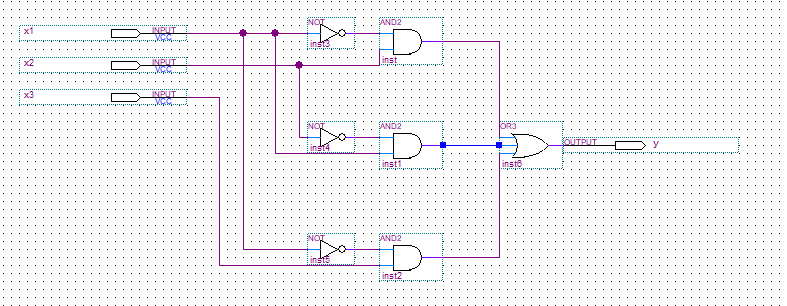 NOT AND2
x1 INPUT
VCC
inst3
x2 INPUT inst
VCC
x3 INPUT
VCC
NOT AND2 OR3
OUTPUT y
inst4 inst1 inst6
NOT AND2
inst5
inst2